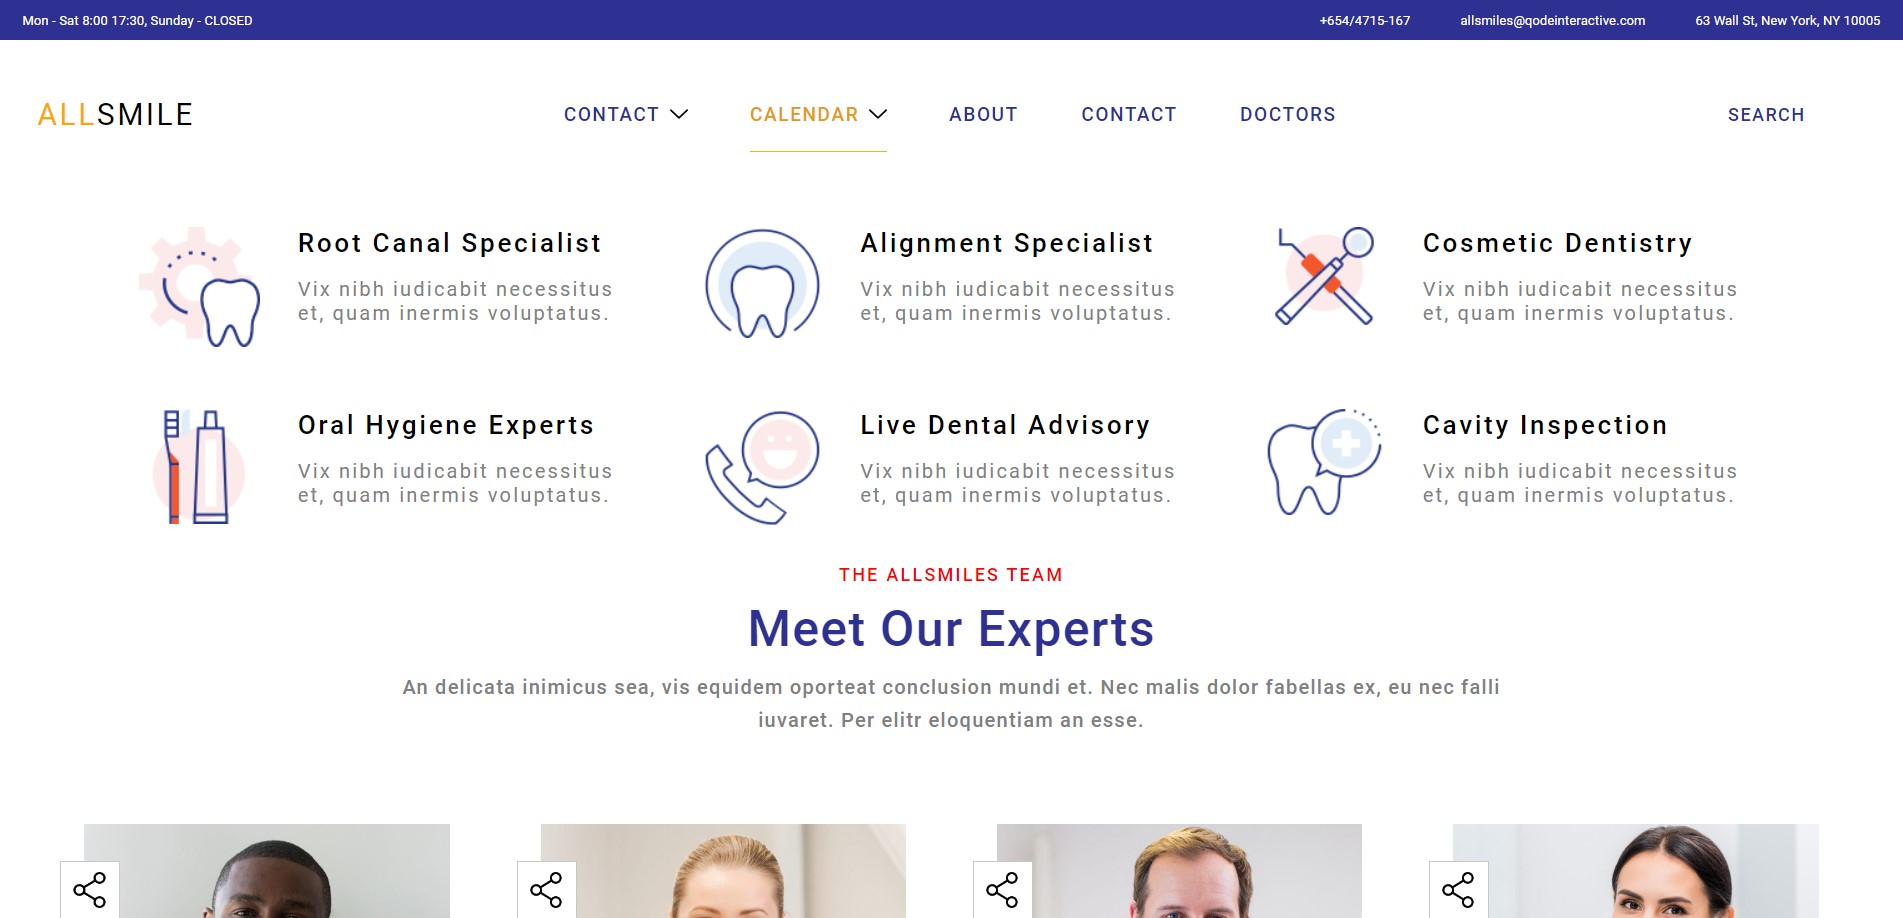 Mon - Sat 8:00 17:30, Sunday - CLOSED
+654/4715-167
allsmiles@qodeinteractive.com
63 Wall St, New York, NY 10005
ALLSMILE
CONTACT
CALENDAR
ABOUT
CONTACT
DOCTORS
SEARCH
Root Canal Specialist
Vix nibh iudicabit necessitus
et, quam inermis voluptatus.
Alignment Specialist
Vix nibh iudicabit necessitus
et, quam inermis voluptatus.
Cosmetic Dentistry
Vix nibh iudicabit necessitus
et, quam inermis voluptatus.
Oral Hygiene Experts
Vix nibh iudicabit necessitus
et, quam inermis voluptatus.
Live Dental Advisory
Vix nibh iudicabit necessitus
et, quam inermis voluptatus.
Cavity Inspection
Vix nibh iudicabit necessitus
et, quam inermis voluptatus.
THE ALLSMILES TEAM
Meet Our Experts
An delicata inimicus sea, vis equidem oporteat conclusion mundi et. Nec malis dolor fabellas ex, eu nec falli
iuvaret. Per elitr eloquentiam an esse.